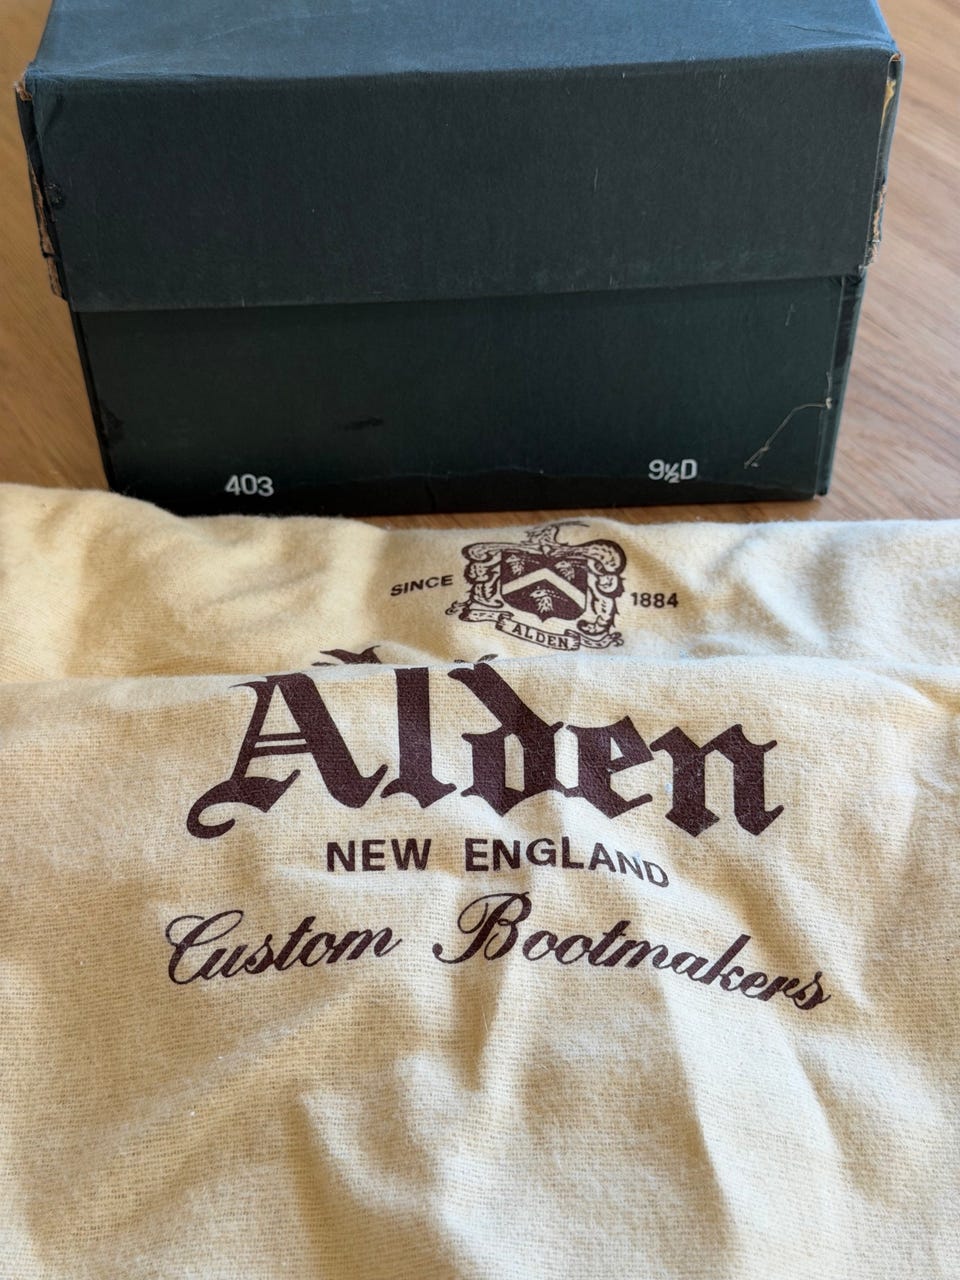 403 9½D
SINCE 1884
ALDEN
Alden
NEW ENGLAND
Custom Bootmakers